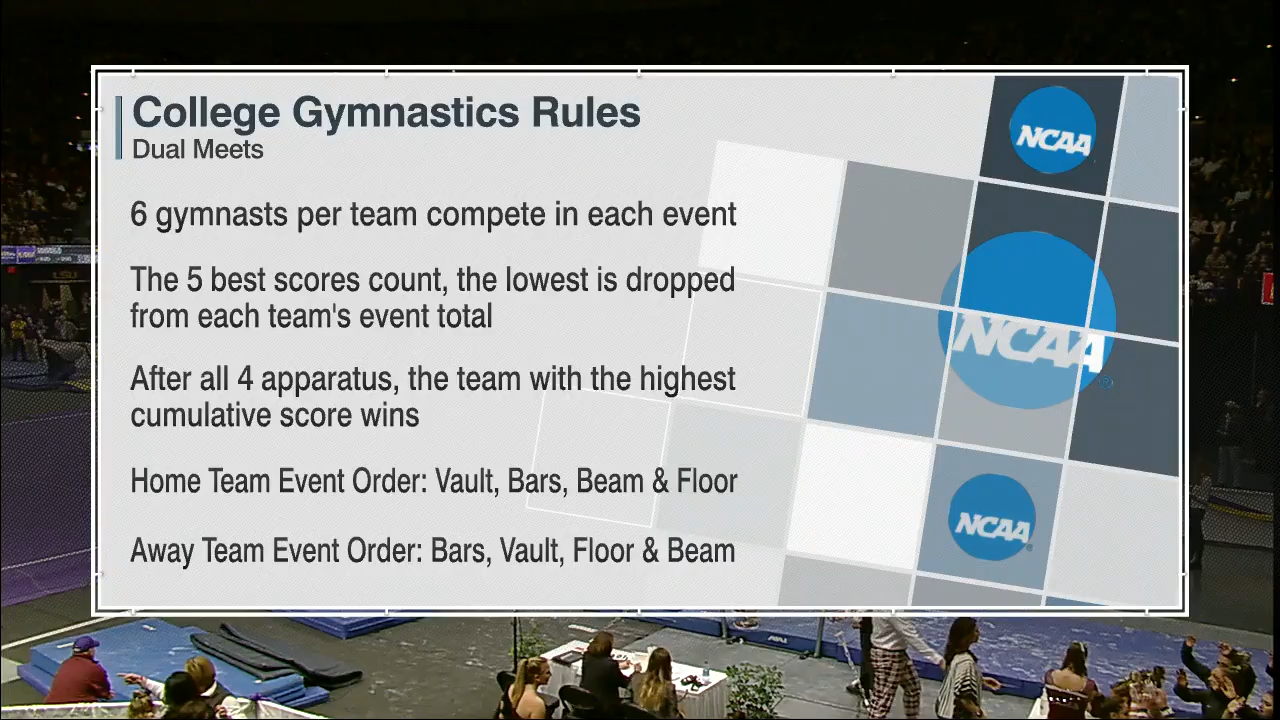 College Gymnastics Rules
Dual Meets
6 gymnasts per team compete in each event
The 5 best scores count, the lowest is dropped
from each team's event total
After all 4 apparatus, the team with the highest
cumulative score wins
Home Team Event Order: Vault, Bars, Beam & Floor
Away Team Event Order: Bars, Vault, Floor & Beam
NCAA
NCAA®
NCAA
LSU